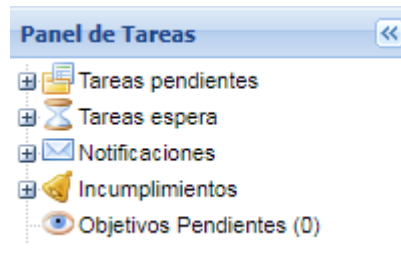 Panel de Tareas
Tareas pendientes
Tareas espera
Notificaciones
Incumplimientos
Objetivos Pendientes (0)